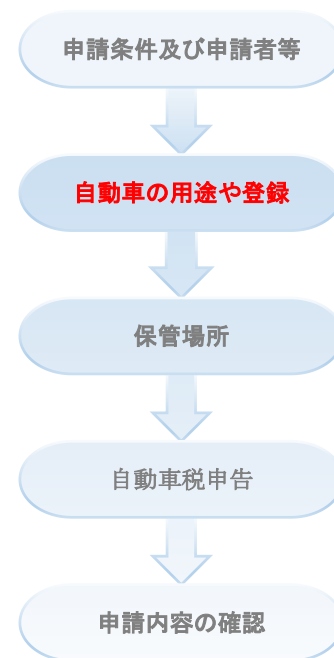 申請条件及び申請者等
自動車の用途や登録
保管場所
自動車税申告
申請内容の確認